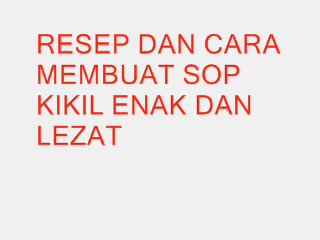 RESEP DAN CARA
MEMBUAT SOP
KIKIL ENAK DAN
LEZAT